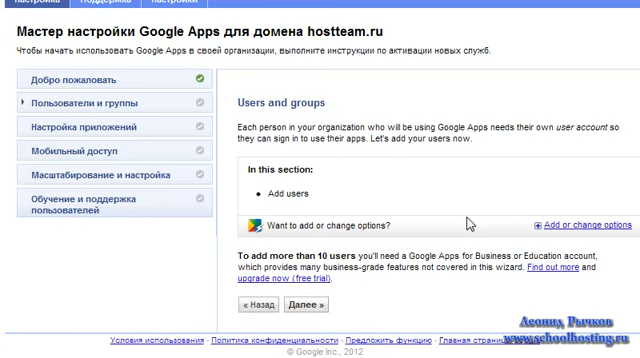 Настройка Поддержка настройки
Мастер настройки Google Apps для домена hostteam.ru
Чтобы начать использовать Google Apps в своей организации, выполните инструкции по активации новых служб.
Добро пожаловать
Пользователи и группы
Настройка приложений
Мобильный доступ
Масштабирование и настройка
Обучение и поддержка
пользователей
Users and groups
Each person in your organization who will be using Google Apps needs their own user account so
they can sign in to use their apps. Let's add your users now.
In this section:
• Add users
Want to add or change options?
Add or change options
To add more than 10 users you'll need a Google Apps for Business or Education account,
which provides many business-grade features not covered in this wizard. Find out more and
upgrade now (free trial).
« Назад Далее »
Леонид Рычков
www.schoolhosting.ru
Условия использования - Политика конфиденциальности - Предложить функцию - Главная
© Google Inc., 2012